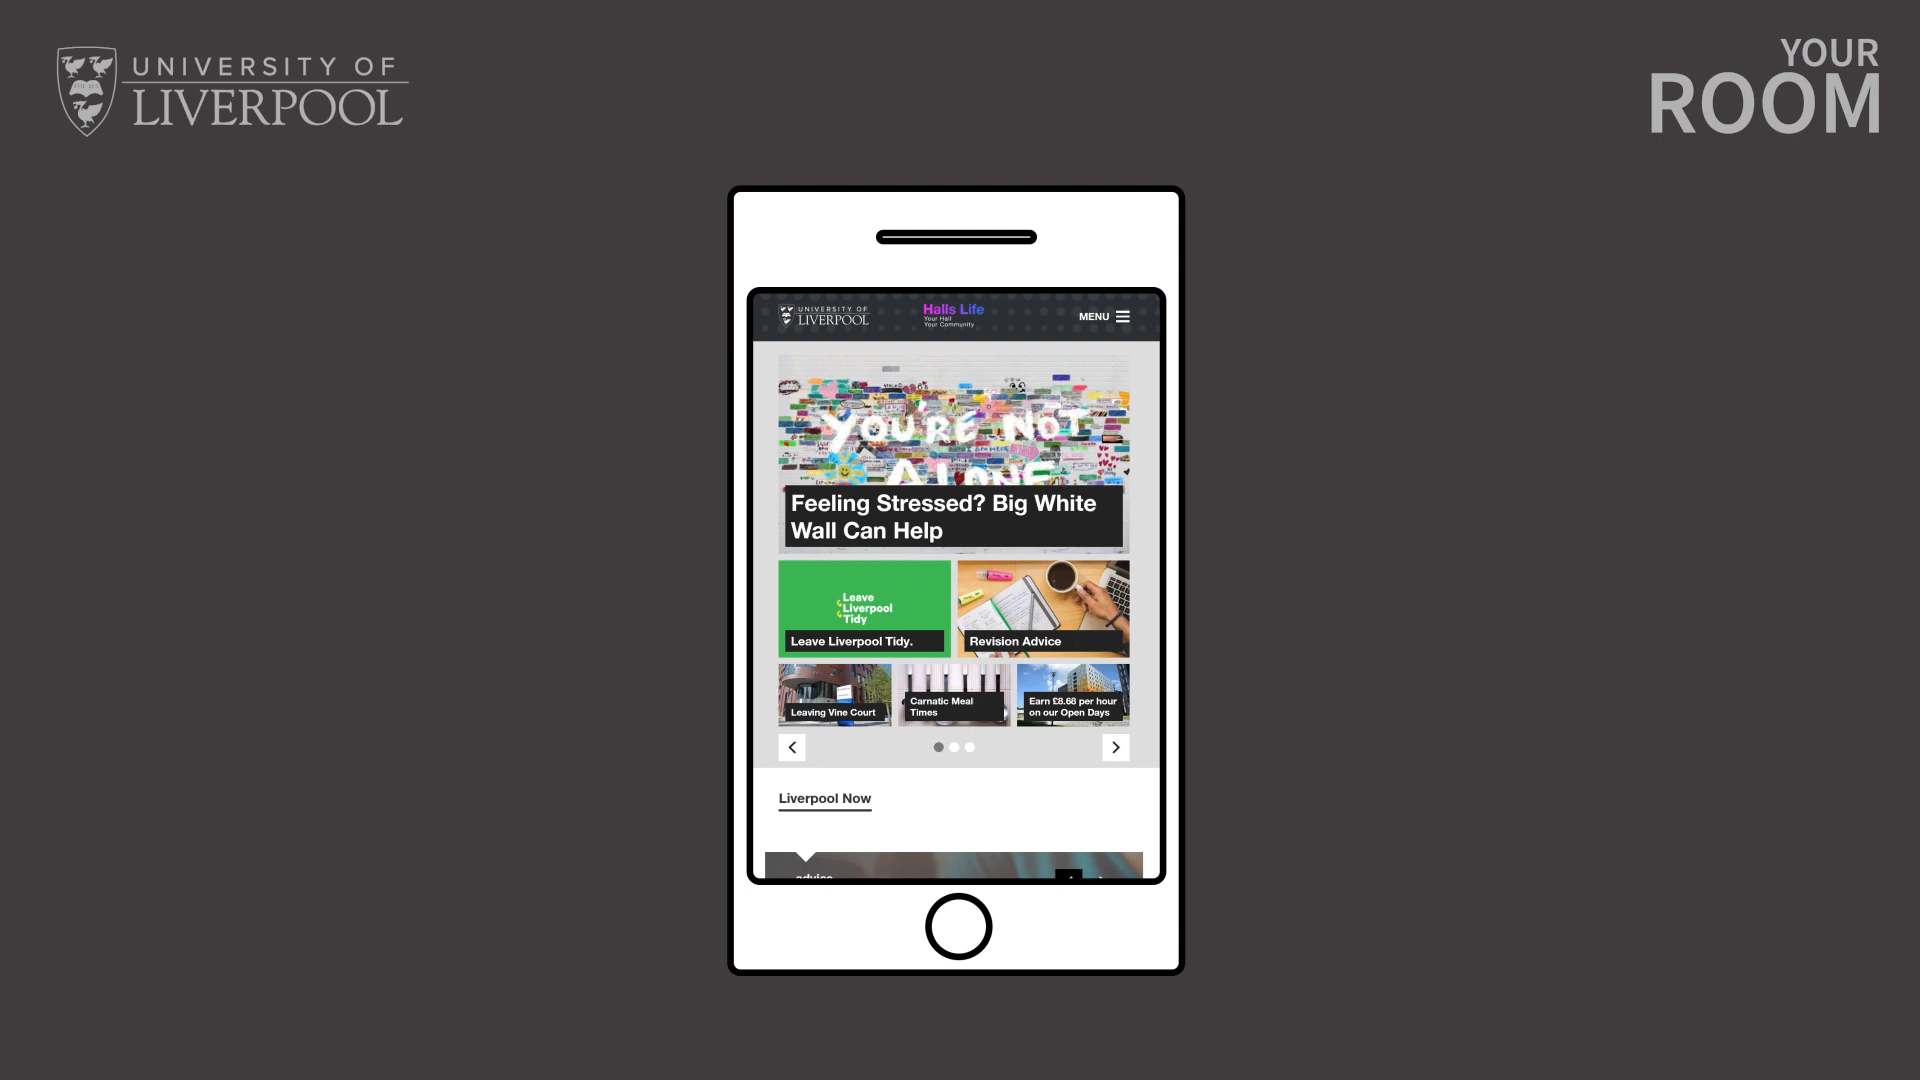 UNIVERSITY OF
LIVERPOOL
YOUR
ROOM
UNIVERSITY OF
LIVERPOOL
Halls Life
Your Hall
Your Community
MENU
YOU'RE NOT
ALONE
Feeling Stressed? Big White
Wall Can Help
Leave
Liverpool
Tidy
Leave Liverpool Tidy.
Revision Advice
Leaving Vine Court
Carnatic Meal
Times
Earn £8.68 per hour
on our Open Days
Liverpool Now
advice